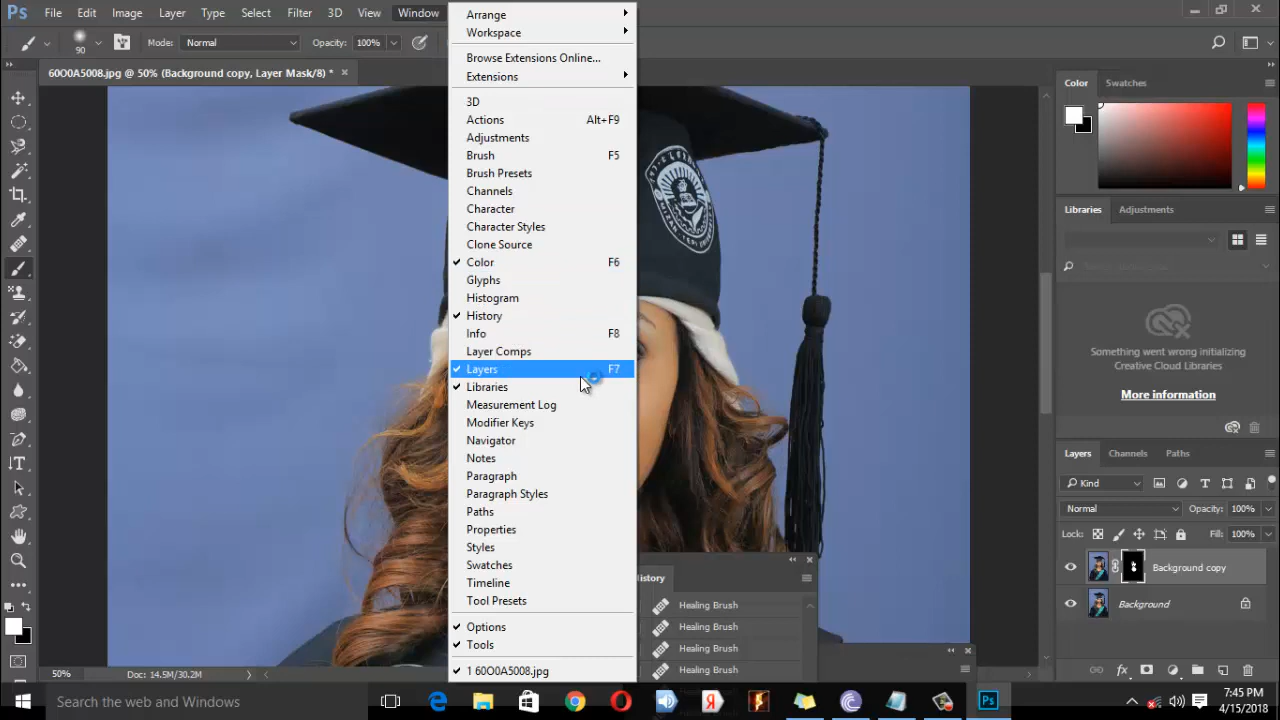 Ps File Edit Image Layer Type Select Filter 3D View Window
90 Mode: Normal Opacity: 100%
60O0A5008.jpg @ 50% (Background copy, Layer Mask/8) * ×
Arrange
Workspace
Browse Extensions Online...
Extensions
3D
Actions Alt+F9
Adjustments
Brush F5
Brush Presets
Channels
Character
Character Styles
Clone Source
Color F6
Glyphs
Histogram
History
Info F8
Layer Comps
Layers F7
Libraries
Measurement Log
Modifier Keys
Navigator
Notes
Paragraph
Paragraph Styles
Paths
Properties
Styles
Swatches
Timeline
Tool Presets
Options
Tools
1 60O0A5008.jpg
Color Swatches
Libraries Adjustments
Something went wrong initializing
Creative Cloud Libraries
More information
Layers Channels Paths
Kind
Normal Opacity: 100%
Lock: Fill: 100%
Background copy
Background
History
Healing Brush
Healing Brush
Healing Brush
Healing Brush
50% Doc: 14.5M/30.2M
Search the web and Windows
Ps
7:45 PM
4/15/2018